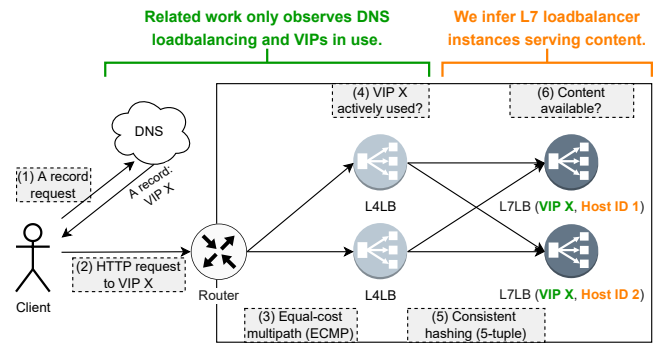 Related work only observes DNS
loadbalancing and VIPs in use.
We infer L7 loadbalancer
instances serving content.
(4) VIP X
actively used?
(6) Content
available?
DNS
(1) A record
request
A record:
VIP X
L4LB
L7LB (VIP X, Host ID 1)
(2) HTTP request
to VIP X
Client
Router
L4LB
L7LB (VIP X, Host ID 2)
(3) Equal-cost
multipath (ECMP)
(5) Consistent
hashing (5-tuple)